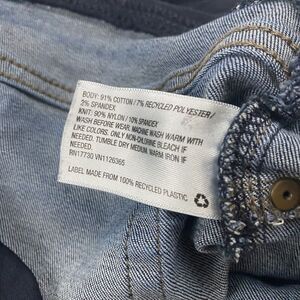 BODY: 91% COTTON / 7% RECYCLED POLYESTER /
2% SPANDEX
KNIT: 90% NYLON / 10% SPANDEX
WASH BEFORE WEAR. MACHINE WASH WARM WITH
LIKE COLORS. ONLY NON-CHLORINE BLEACH IF
NEEDED. TUMBLE DRY MEDIUM. WARM IRON IF
NEEDED.
RN17730 VN1126365
LABEL MADE FROM 100% RECYCLED PLASTIC